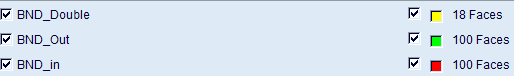 BND_Double 18 Faces
BND_Out 100 Faces
BND_in 100 Faces